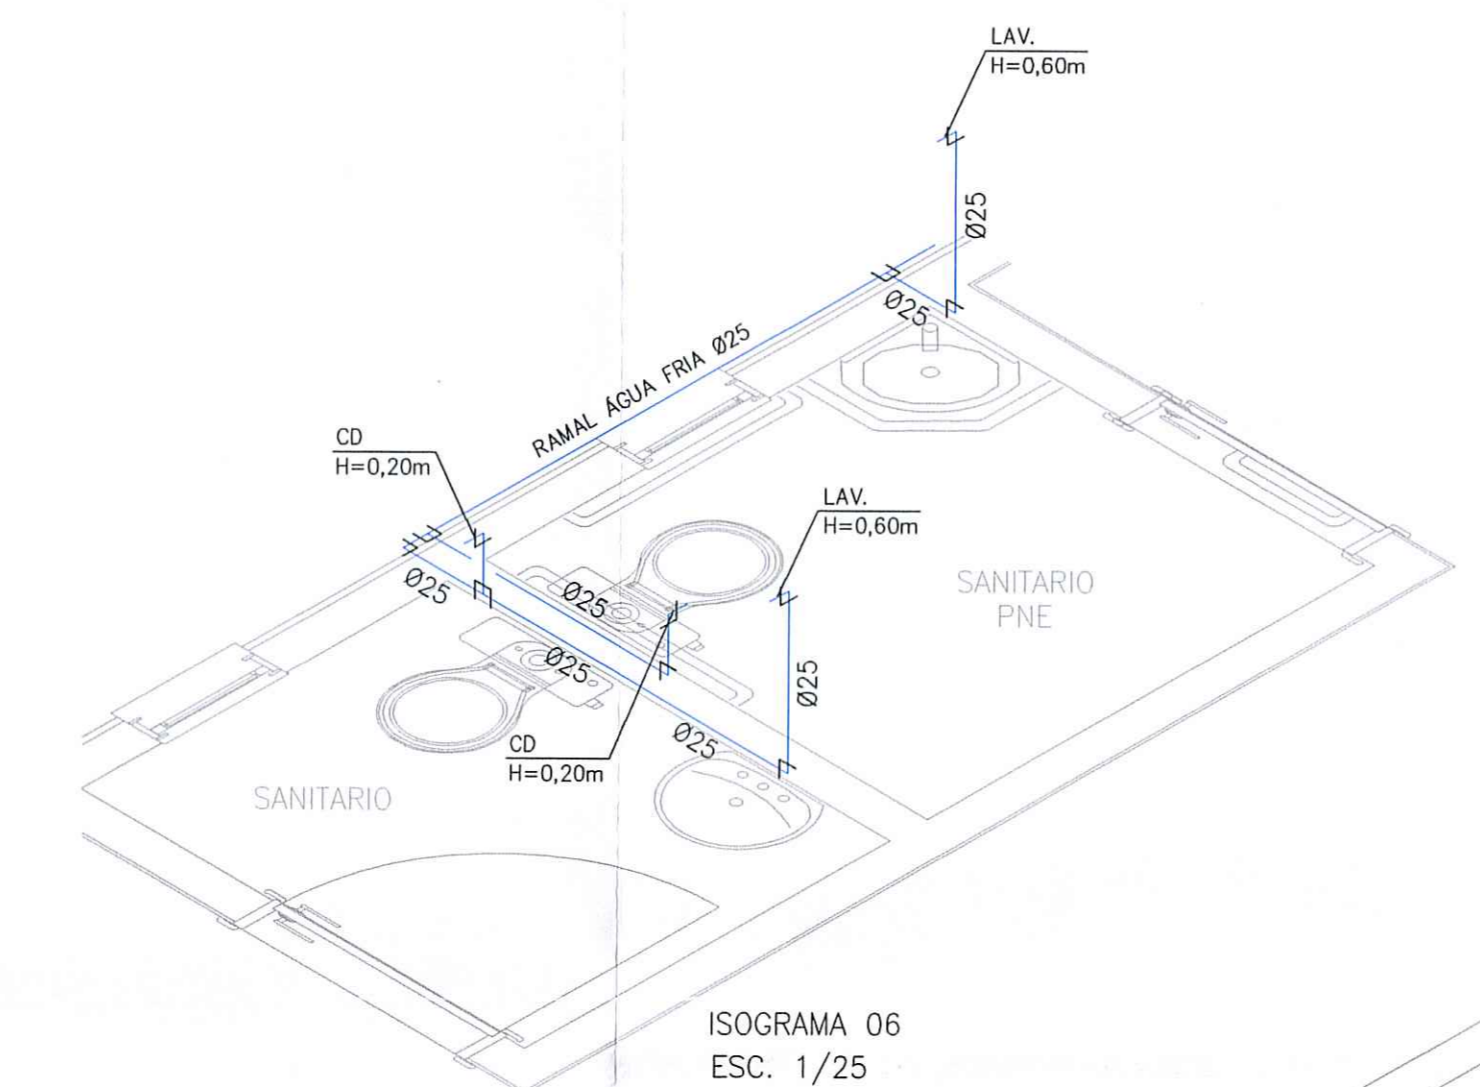 LAV.
H=0,60m
Ø25
Ø25
RAMAL ÁGUA FRIA Ø25
CD
H=0,20m
LAV.
H=0,60m
Ø25
Ø25
SANITARIO
PNE
Ø25
Ø25
Ø25
CD
H=0,20m
SANITARIO
ISOGRAMA 06
ESC. 1/25